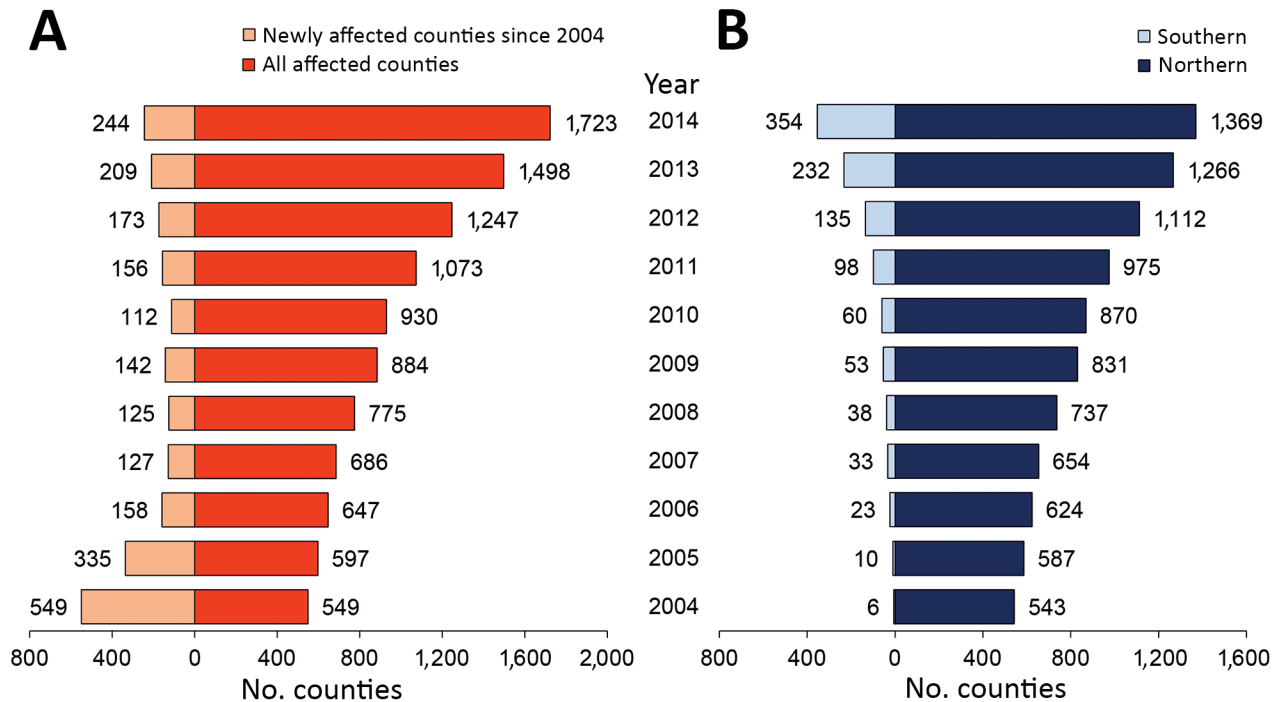 A
Newly affected counties since 2004
All affected counties
B
Southern
Northern
Year
244 1,723 2014 354 1,369
209 1,498 2013 232 1,266
173 1,247 2012 135 1,112
156 1,073 2011 98 975
112 930 2010 60 870
142 884 2009 53 831
125 775 2008 38 737
127 686 2007 33 654
158 647 2006 23 624
335 597 2005 10 587
549 549 2004 6 543
800 400 0 400 800 1,200 1,600 2,000 800 400 0 400 800 1,200 1,600
No. counties No. counties